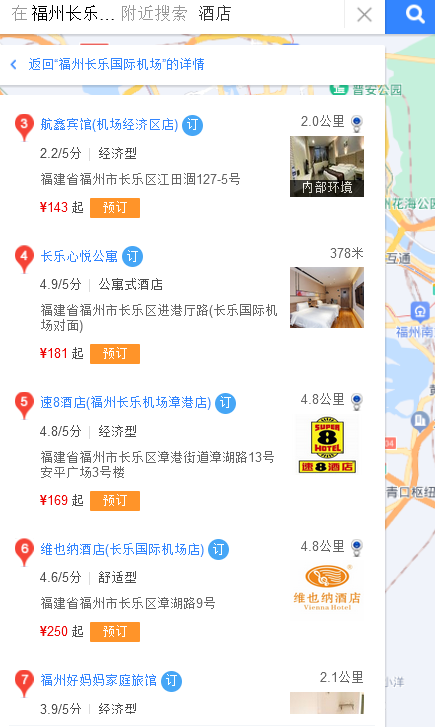 在 福州长乐... 附近搜索 酒店
返回“福州长乐国际机场”的详情
普安公园
3 航鑫宾馆(机场经济区店) 订 2.0公里
2.2/5分 经济型
福建省福州市长乐区江田涠127-5号
内部环境
¥143 起 预订
州花海公园
4 长乐心悦公寓 订 378米
互通
4.9/5分 公寓式酒店
福建省福州市长乐区进港厅路(长乐国际机
场对面)
福州南
¥181 起 预订
5 速8酒店(福州长乐机场漳港店) 订 4.8公里
4.8/5分 经济型
SUPER
8
HOTEL
福建省福州市长乐区漳港街道漳湖路13号
安平广场3号楼
速8酒店
¥169 起 预订
青口枢纽
6 维也纳酒店(长乐国际机场店) 订 4.8公里
4.6/5分 舒适型
福建省福州市长乐区漳湖路9号
维也纳酒店
Vienna Hotel
¥250 起 预订
7 福州好妈妈家庭旅馆 订 2.1公里
小洋
3.9/5分 经济型